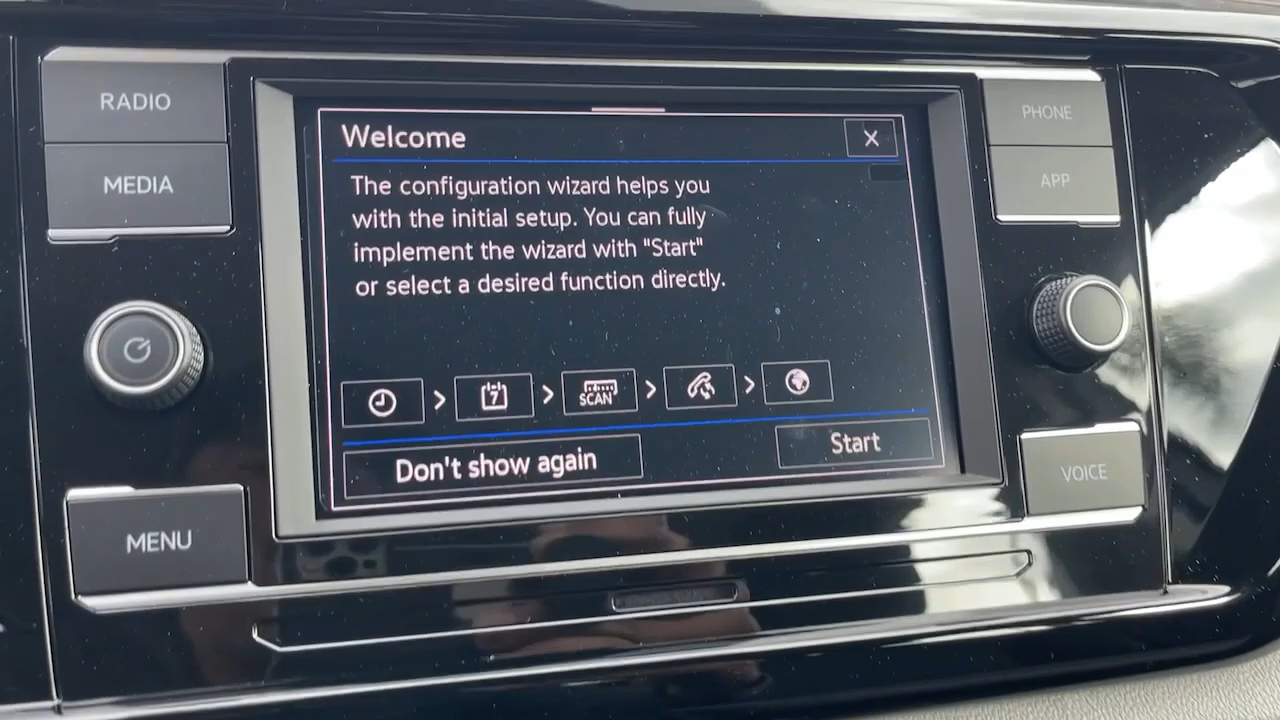 RADIO
MEDIA
MENU
Welcome
X
The configuration wizard helps you
with the initial setup. You can fully
implement the wizard with "Start"
or select a desired function directly.
7
SCAN
Don't show again
Start
PHONE
APP
VOICE